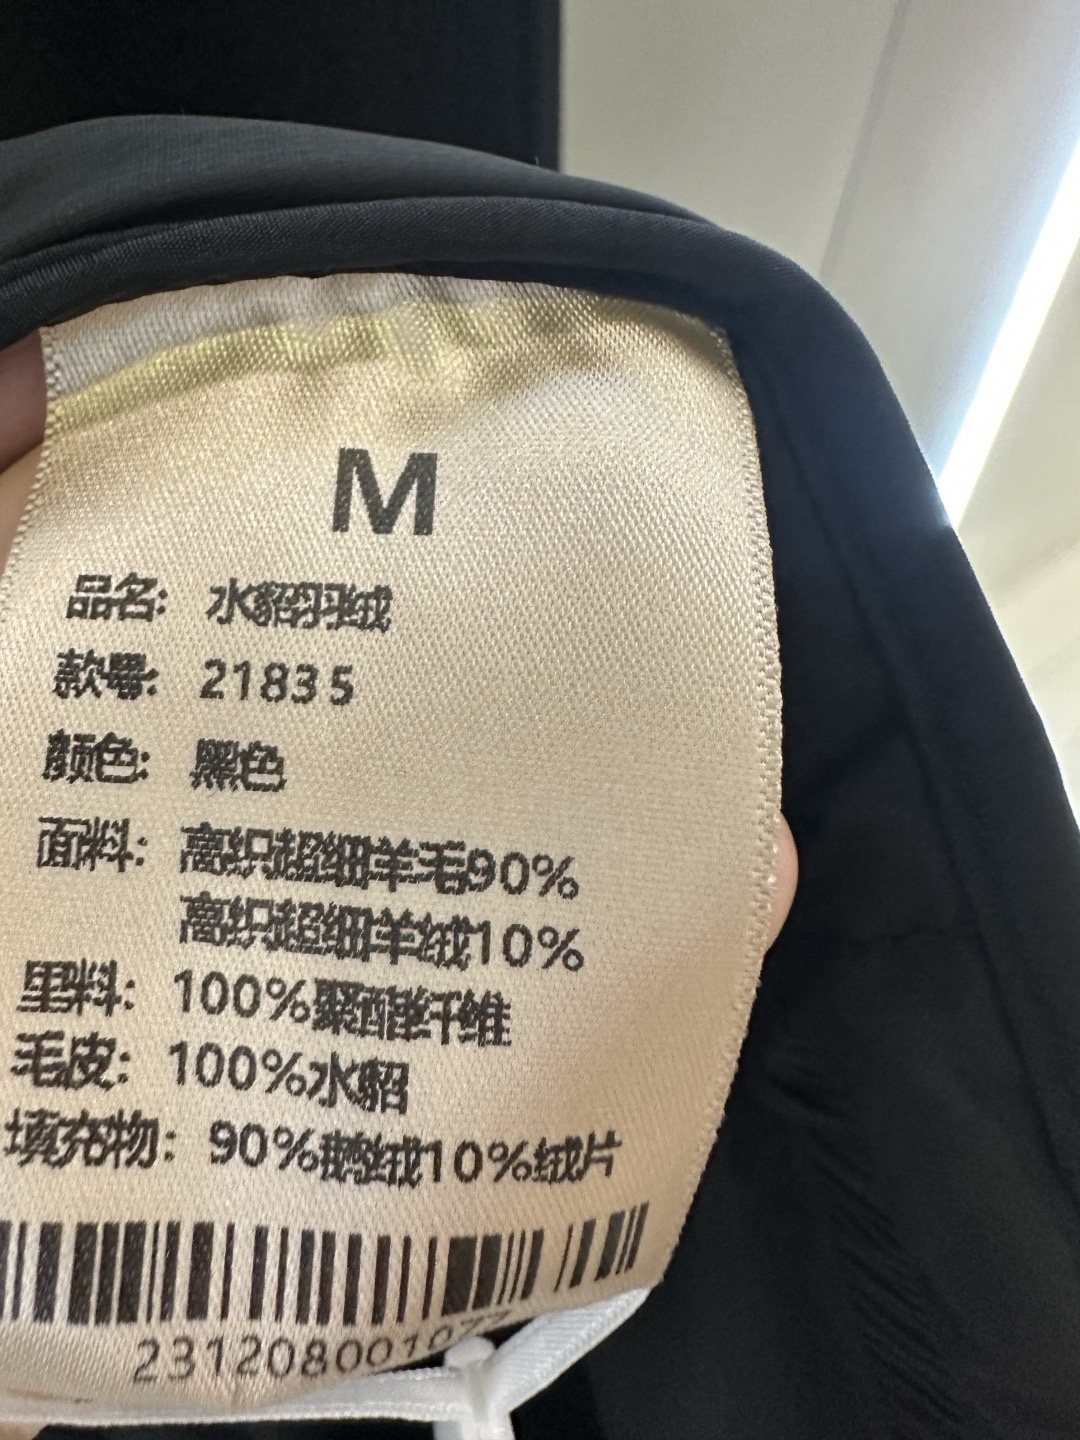 M
品名: 水貂羽绒
款号: 21835
颜色: 黑色
面料: 高织超细羊毛90%
高织超细羊绒10%
里料: 100%聚酯纤维
毛皮: 100%水貂
填充物: 90%鹅绒10%绒片
231208001077